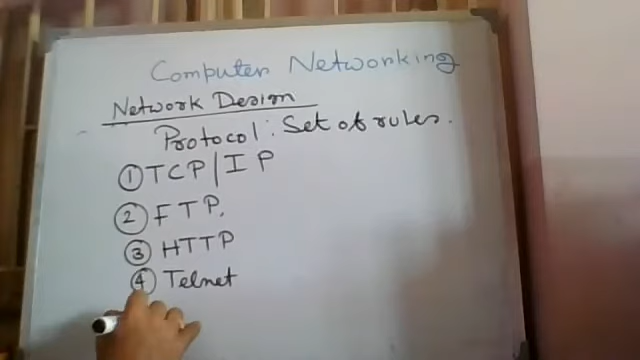 Computer Networking
Network Design
Protocol: Set of rules.
① TCP/IP
② FTP.
③ HTTP
④ Telnet